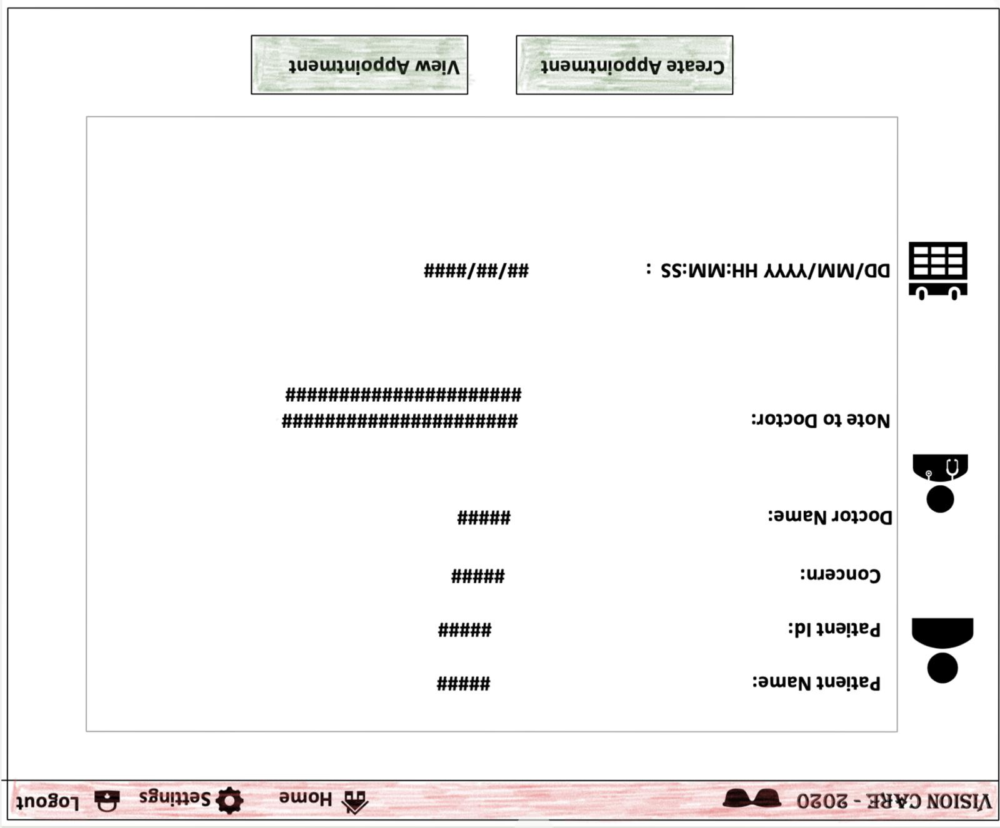 VISION CARE - 2020 Home Settings Logout
Patient Name: #####
Patient Id: #####
Concern: #####
Doctor Name: #####
Note to Doctor: ######################
######################
DD/MM/YYYY HH:MM:SS : ##/##/####
Create Appointment View Appointment